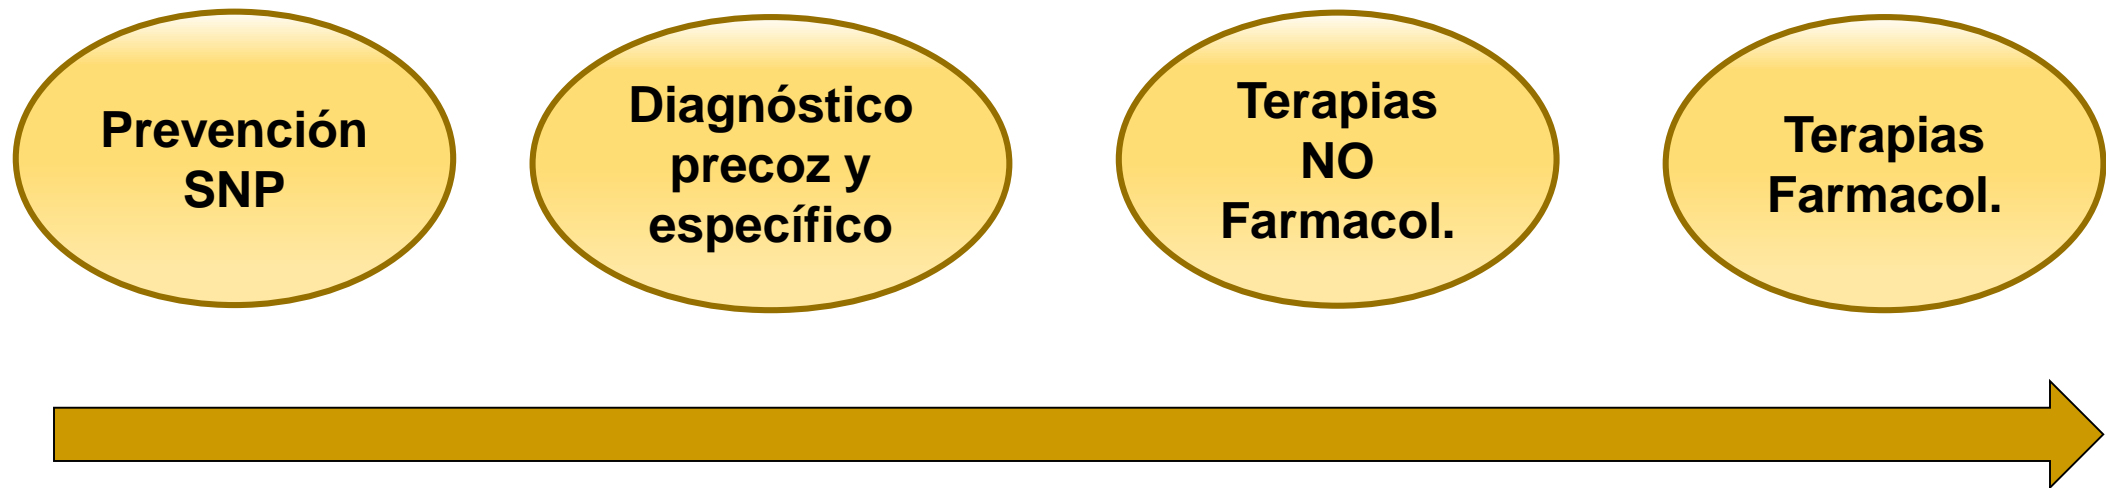 Prevención
SNP
Diagnóstico
precoz y
específico
Terapias
NO
Farmacol.
Terapias
Farmacol.